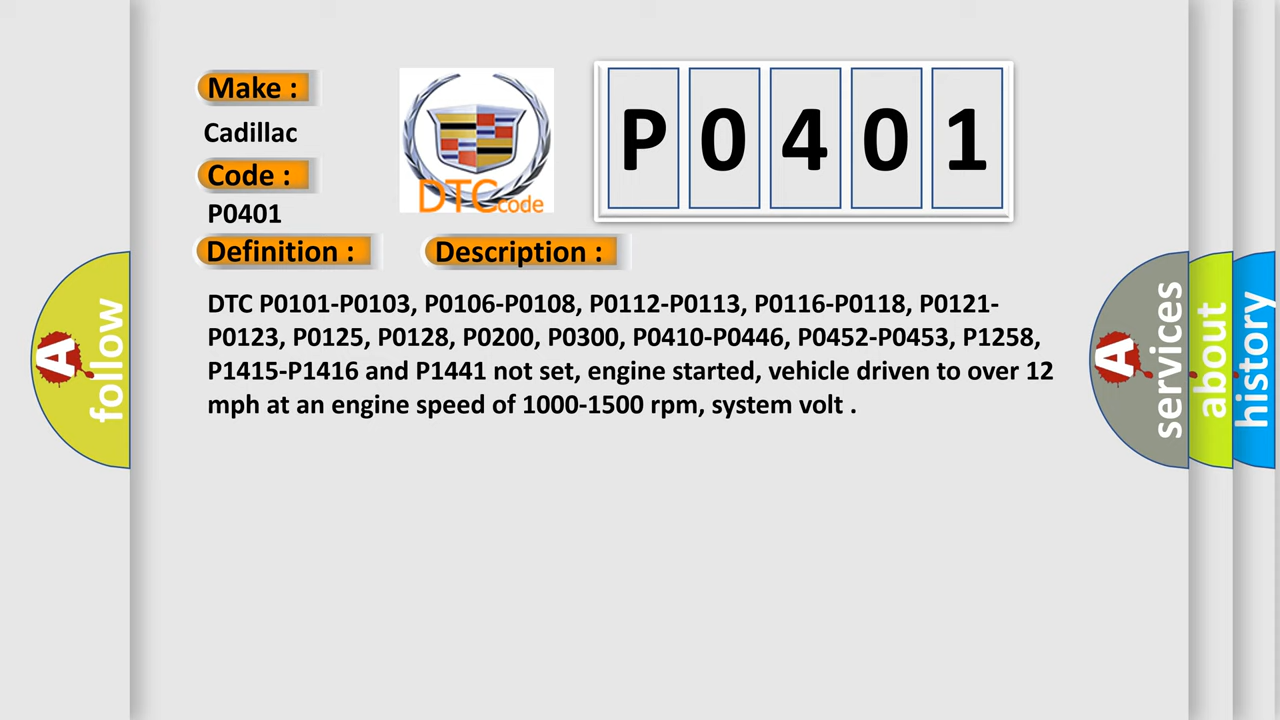 Make :
Cadillac
Code :
P0401
Definition :
Description :
DTC code
P0401
DTC P0101-P0103, P0106-P0108, P0112-P0113, P0116-P0118, P0121-
P0123, P0125, P0128, P0200, P0300, P0410-P0446, P0452-P0453, P1258,
P1415-P1416 and P1441 not set, engine started, vehicle driven to over 12
mph at an engine speed of 1000-1500 rpm, system volt .
A follow
A services
about
history